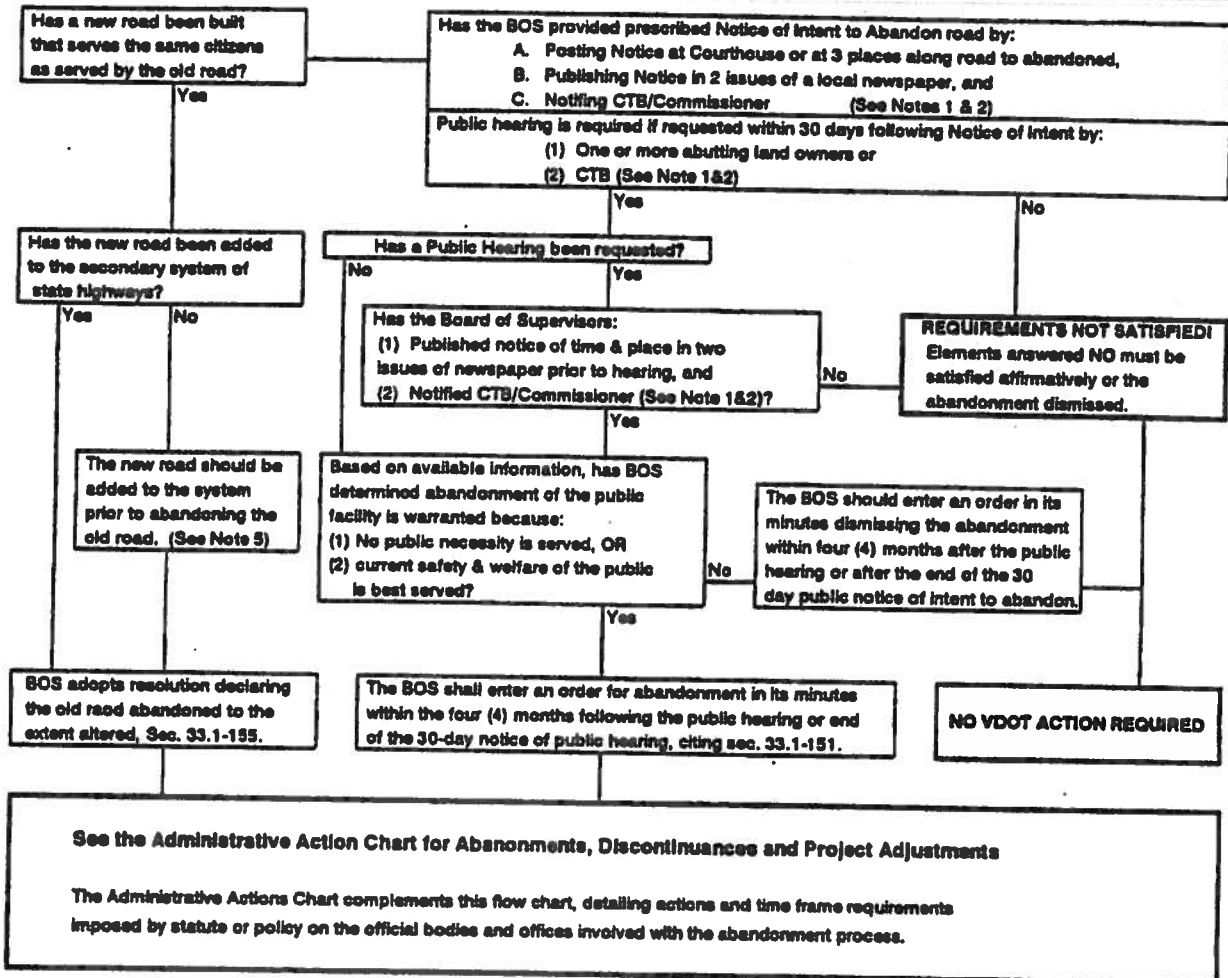 Has a new road been built
that serves the same citizens
as served by the old road?
Yes
Has the BOS provided prescribed Notice of Intent to Abandon road by:
A. Posting Notice at Courthouse or at 3 places along road to abandoned,
B. Publishing Notice in 2 issues of a local newspaper, and
C. Notifing CTB/Commissioner (See Notes 1 & 2)
Public hearing is required if requested within 30 days following Notice of Intent by:
(1) One or more abutting land owners or
(2) CTB (See Note 1&2)
Yes
No
Has the new road been added
to the secondary system of
state highways?
Yes
No
Has a Public Hearing been requested?
No
Yes
Has the Board of Supervisors:
(1) Published notice of time & place in two
issues of newspaper prior to hearing, and
(2) Notified CTB/Commissioner (See Note 1&2)?
No
Yes
REQUIREMENTS NOT SATISFIED!
Elements answered NO must be
satisfied affirmatively or the
abandonment dismissed.
The new road should be
added to the system
prior to abandoning the
old road. (See Note 5)
Based on available information, has BOS
determined abandonment of the public
facility is warranted because:
(1) No public necessity is served, OR
(2) current safety & welfare of the public
is best served?
No
Yes
The BOS should enter an order in its
minutes dismissing the abandonment
within four (4) months after the public
hearing or after the end of the 30
day public notice of intent to abandon.
BOS adopts resolution declaring
the old raod abandoned to the
extent altered, Sec. 33.1-155.
The BOS shall enter an order for abandonment in its minutes
within the four (4) months following the public hearing or end
of the 30-day notice of public hearing, citing sec. 33.1-151.
NO VDOT ACTION REQUIRED
See the Administrative Action Chart for Abanonments, Discontinuances and Project Adjustments
The Administrative Actions Chart complements this flow chart, detailing actions and time frame requirements
imposed by statute or policy on the official bodies and offices involved with the abandonment process.